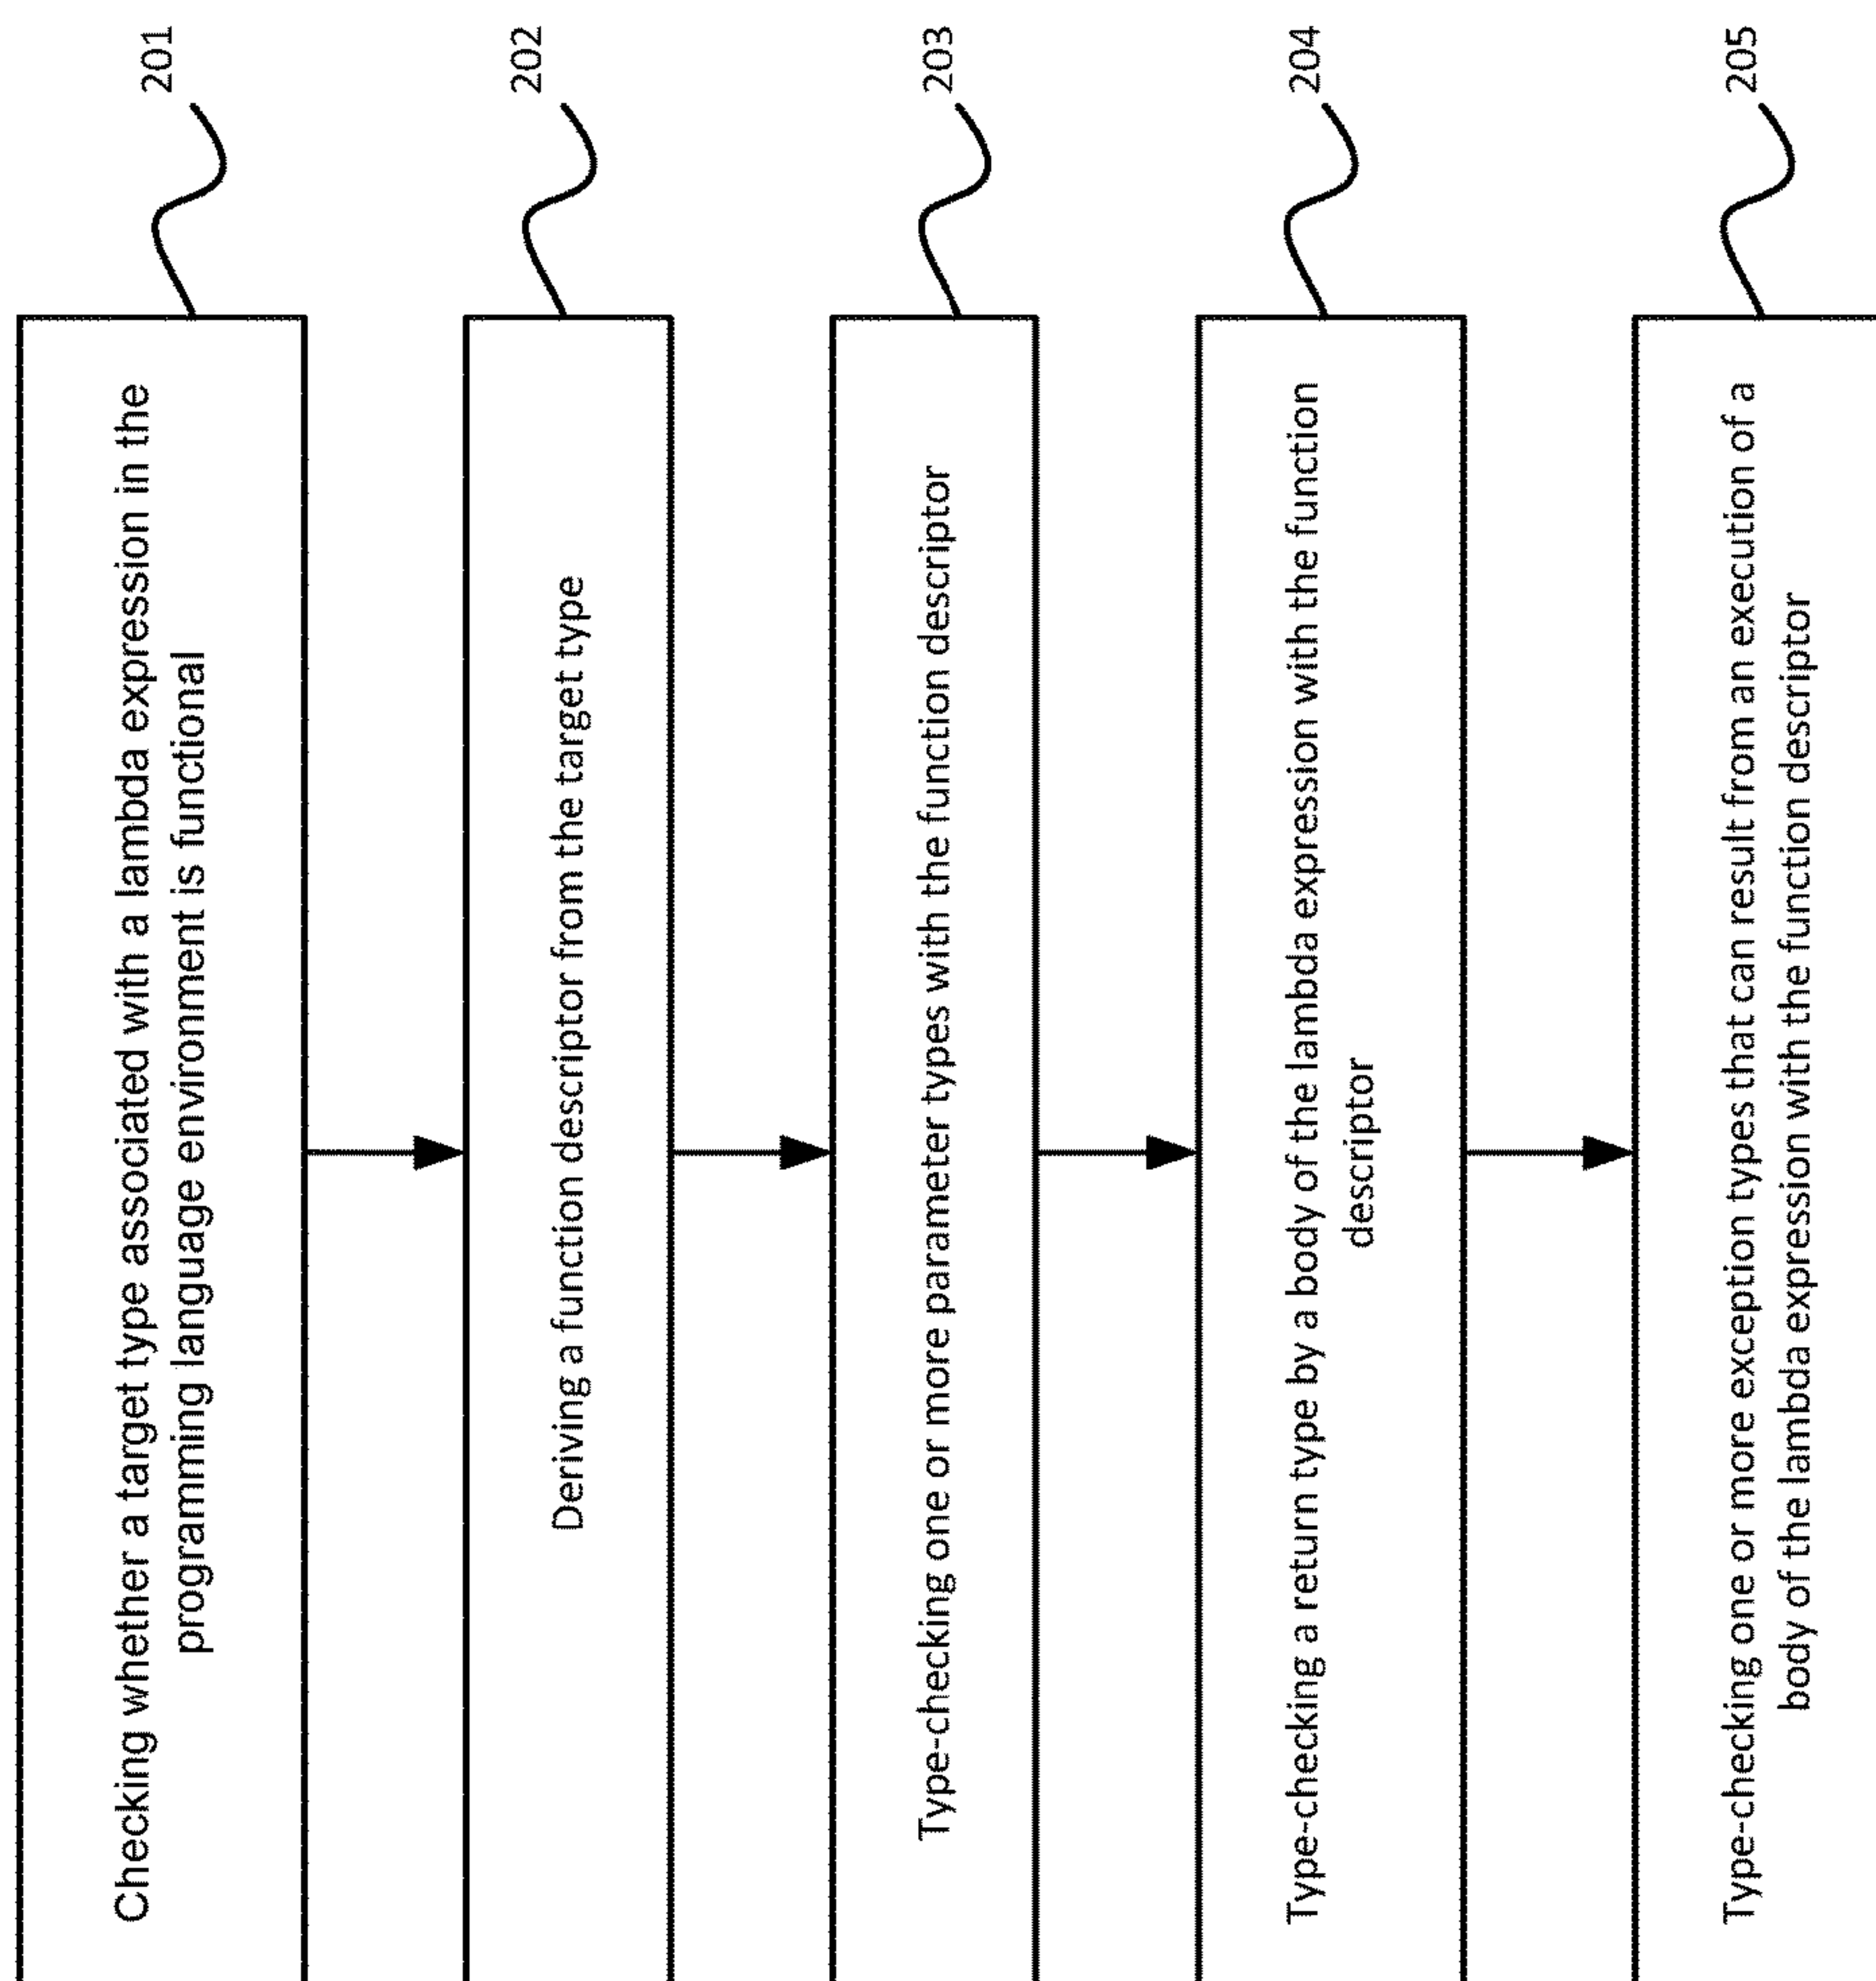 Checking whether a target type associated with a lambda expression in the
programming language environment is functional
201
Deriving a function descriptor from the target type
202
Type-checking one or more parameter types with the function descriptor
203
Type-checking a return type by a body of the lambda expression with the function
descriptor
204
Type-checking one or more exception types that can result from an execution of a
body of the lambda expression with the function descriptor
205